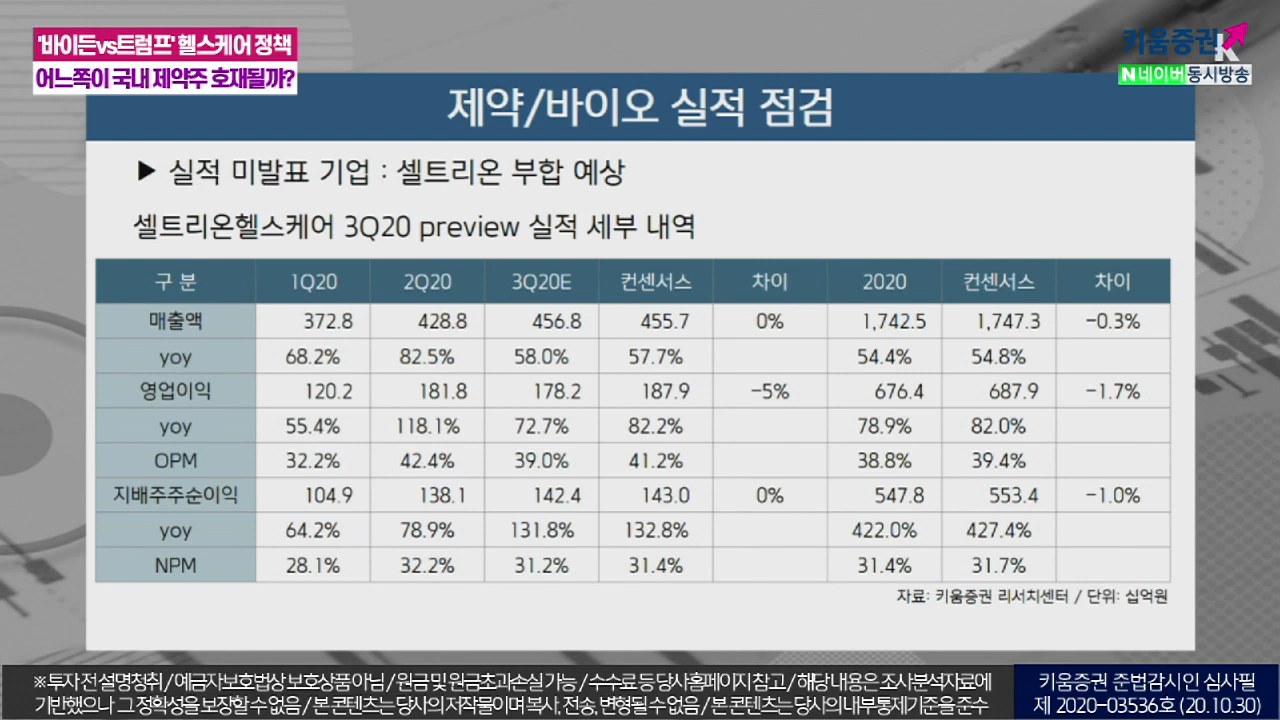 '바이든vs트럼프' 헬스케어 정책
어느쪽이 국내 제약주 호재될까?
키움증권
N 네이버 동시방송
제약/바이오 실적 점검
▶ 실적 미발표 기업 : 셀트리온 부합 예상
셀트리온헬스케어 3Q20 preview 실적 세부 내역
구 분 1Q20 2Q20 3Q20E 컨센서스 차이 2020 컨센서스 차이
매출액 372.8 428.8 456.8 455.7 0% 1,742.5 1,747.3 -0.3%
yoy 68.2% 82.5% 58.0% 57.7% 54.4% 54.8%
영업이익 120.2 181.8 178.2 187.9 -5% 676.4 687.9 -1.7%
yoy 55.4% 118.1% 72.7% 82.2% 78.9% 82.0%
OPM 32.2% 42.4% 39.0% 41.2% 38.8% 39.4%
지배주주순이익 104.9 138.1 142.4 143.0 0% 547.8 553.4 -1.0%
yoy 64.2% 78.9% 131.8% 132.8% 422.0% 427.4%
NPM 28.1% 32.2% 31.2% 31.4% 31.4% 31.7%
자료: 키움증권 리서치센터 / 단위: 십억원
※ 투자 전 설명청취 / 예금자보호법상 보호상품 아님 / 원금 및 원금초과손실 가능 / 수수료 등 당사홈페이지 참고 / 해당 내용은 조사분석자료에
기반했으나 그 정확성을 보장할 수 없음 / 본 콘텐츠는 당사의 저작물이며 복사, 전송, 변형될 수 없음 / 본 콘텐츠는 당사의 내부통제기준을 준수
키움증권 준법감시인 심사필
제 2020-03536호 (20.10.30)